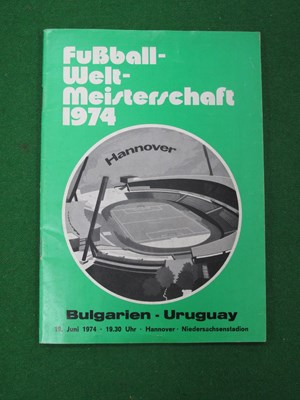 Fußball-
Welt-
Meisterschaft
1974
Hannover
Bulgarien - Uruguay
Juni 1974 · 19.30 Uhr · Hannover · Niedersachsenstadion